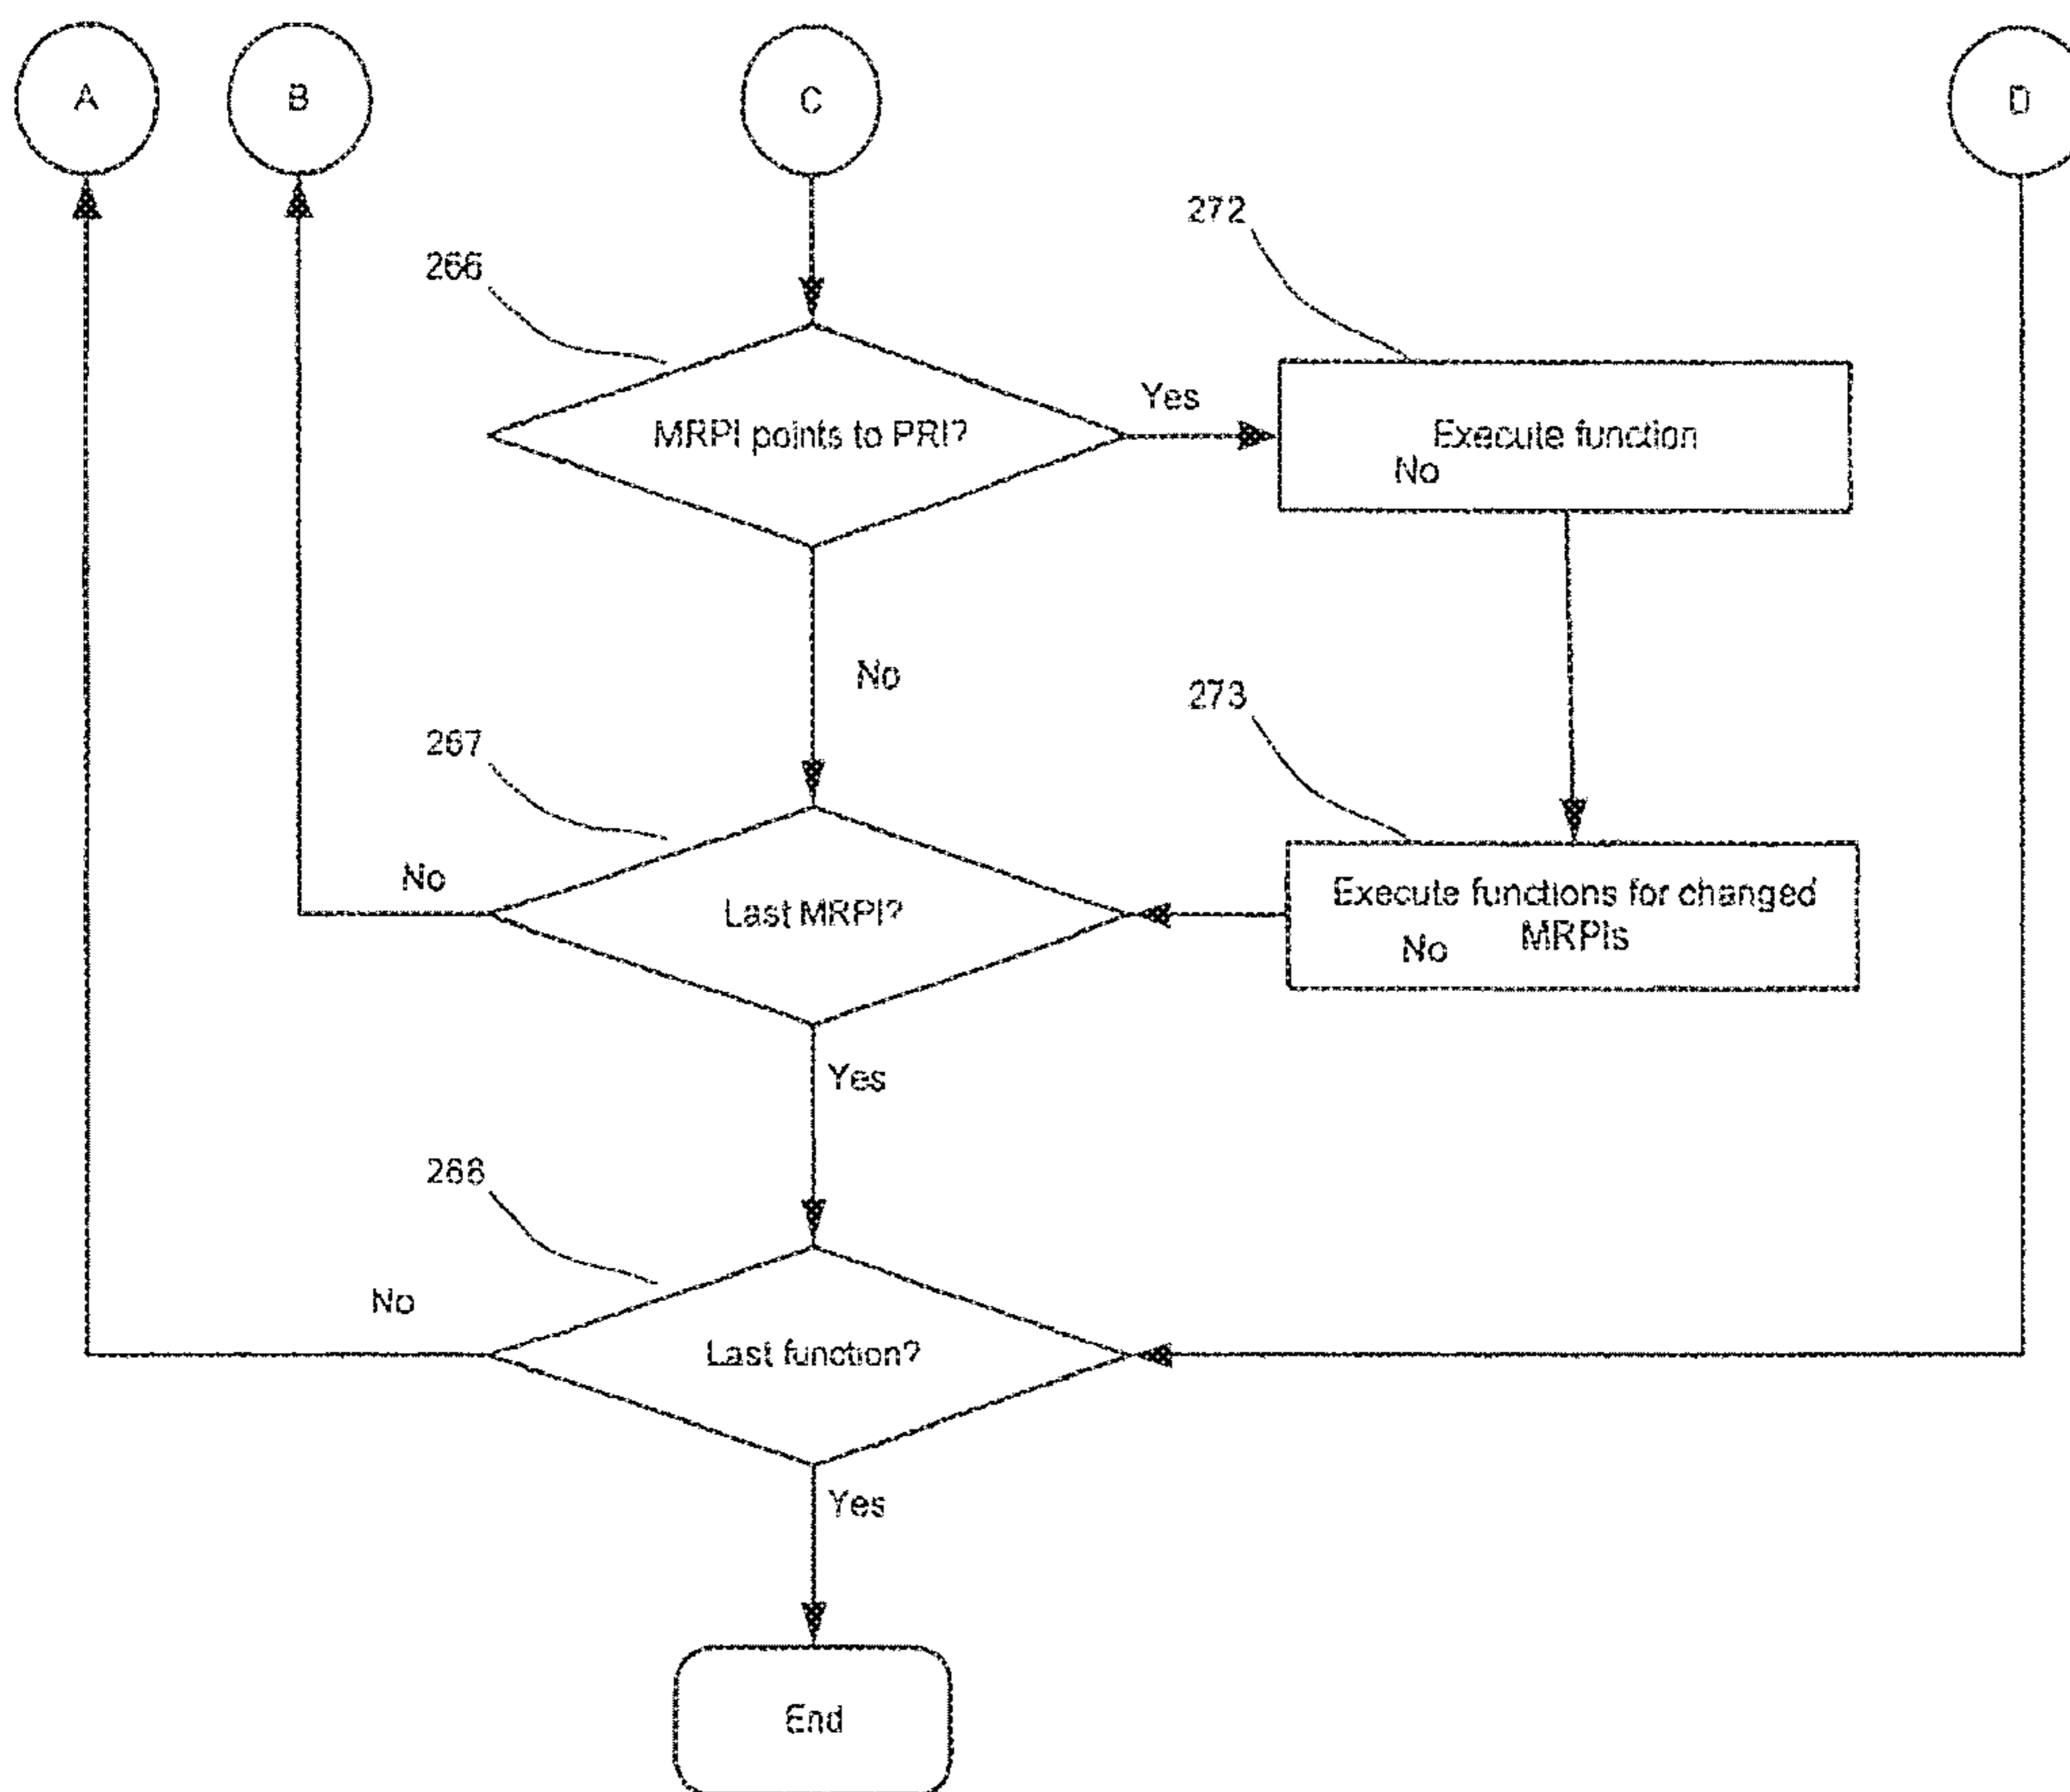 A
B
C
D
272
266
Yes
MRPI points to PRI?
Execute function
No
No
273
267
No
Last MRPI?
Execute functions for changed
MRPIs
No
Yes
268
No
Last function?
Yes
End